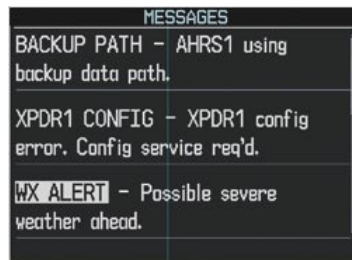 MESSAGES
BACKUP PATH – AHRS1 using
backup data path.
XPDR1 CONFIG – XPDR1 config
error. Config service req'd.
WX ALERT – Possible severe
weather ahead.